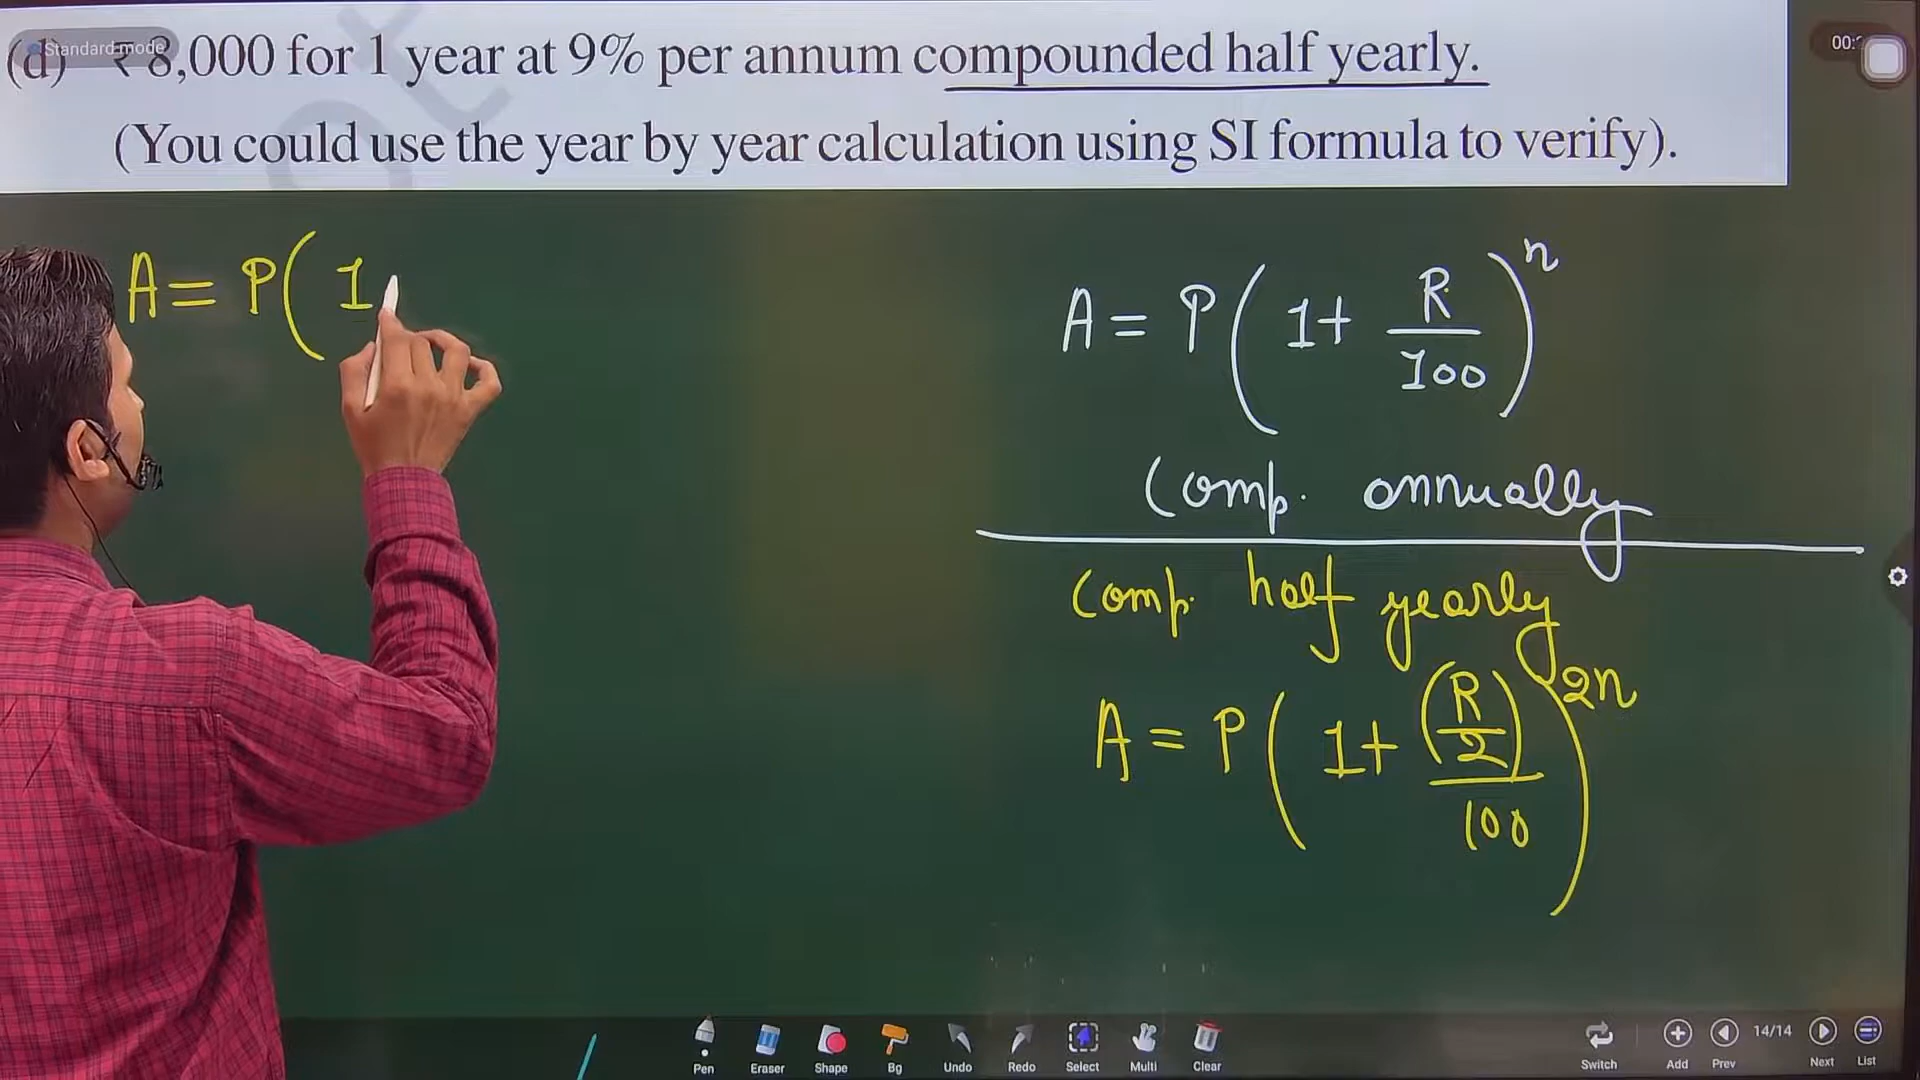 Standard mode
00:
(d) ₹ 8,000 for 1 year at 9% per annum compounded half yearly.
(You could use the year by year calculation using SI formula to verify).
A = P( 1
A = P ( 1 + R/100 )^n
Comp. annually
Comp. half yearly
A = P ( 1 + (R/2)/100 )^2n
Pen Eraser Shape Bg Undo Redo Select Multi Clear
Switch Add Prev 14/14 Next List